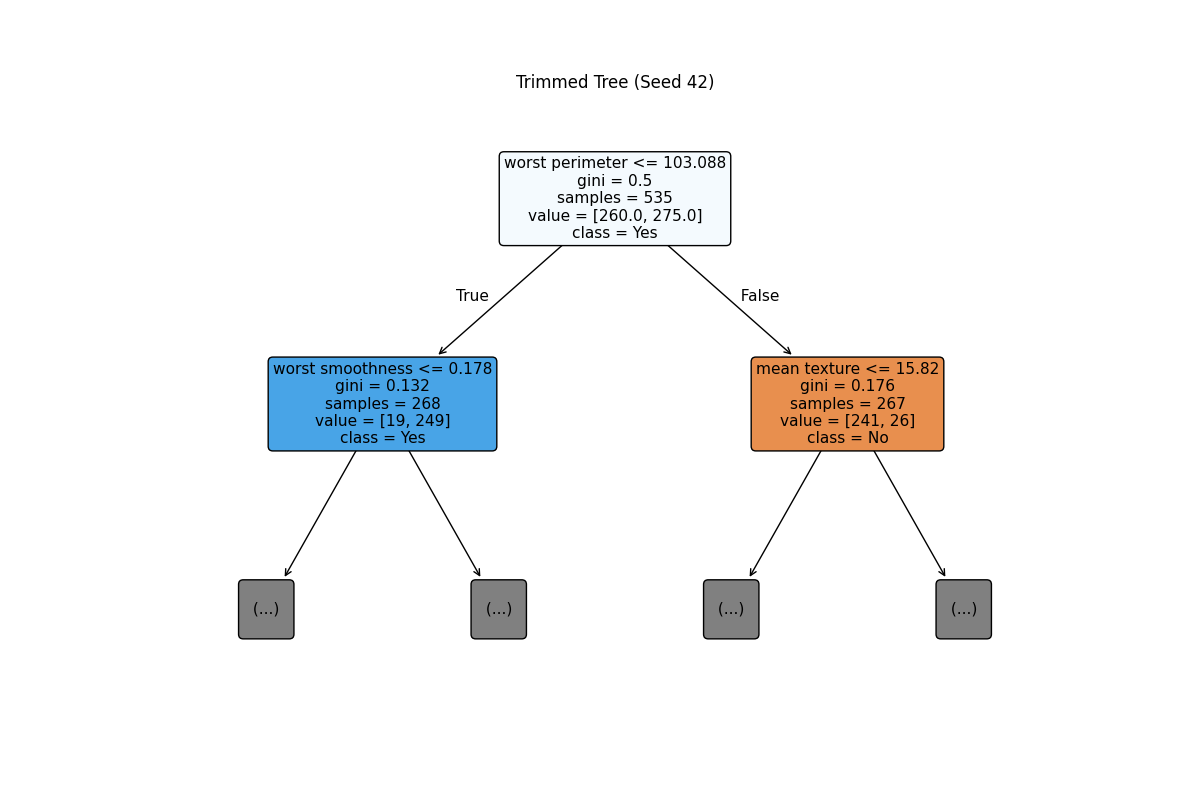 Trimmed Tree (Seed 42)
worst perimeter <= 103.088
gini = 0.5
samples = 535
value = [260.0, 275.0]
class = Yes
True
False
worst smoothness <= 0.178
gini = 0.132
samples = 268
value = [19, 249]
class = Yes
mean texture <= 15.82
gini = 0.176
samples = 267
value = [241, 26]
class = No
(...)
(...)
(...)
(...)